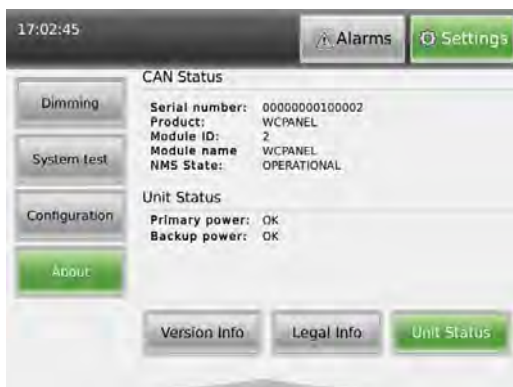 17:02:45
Alarms
Settings
Dimming
System test
Configuration
About
CAN Status
Serial number: 00000000100002
Product: WCPANEL
Module ID: 2
Module name WCPANEL
NMS State: OPERATIONAL
Unit Status
Primary power: OK
Backup power: OK
Version Info
Legal Info
Unit Status